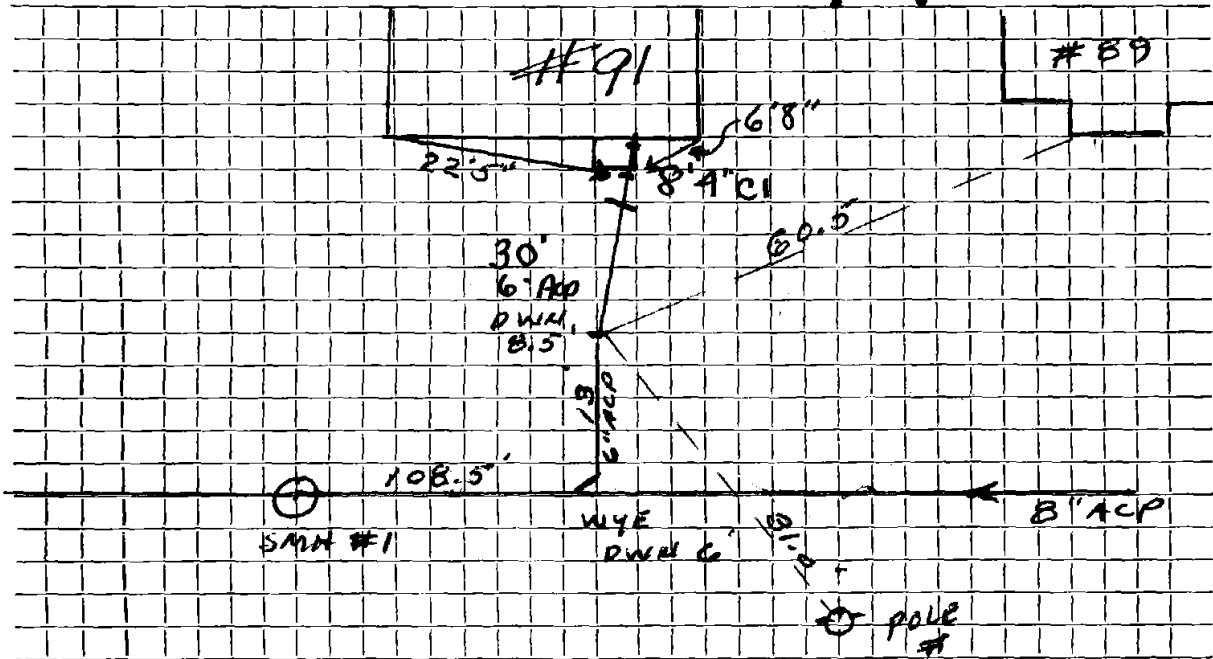 #91
# 89
6'8"
22'5"
8' 4" CI
60.5'
30'
6" ACP
DWN.
8.5'
13'
6" ACP
108.5'
8" ACP
SMH #1
WYE
DWN 6'
POLE
#